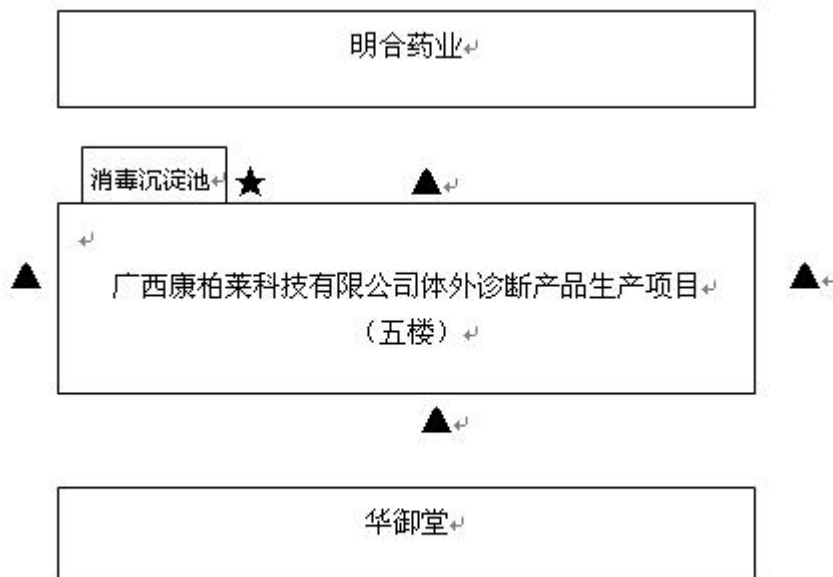 明合药业
消毒沉淀池
广西康柏莱科技有限公司体外诊断产品生产项目
（五楼）
华御堂